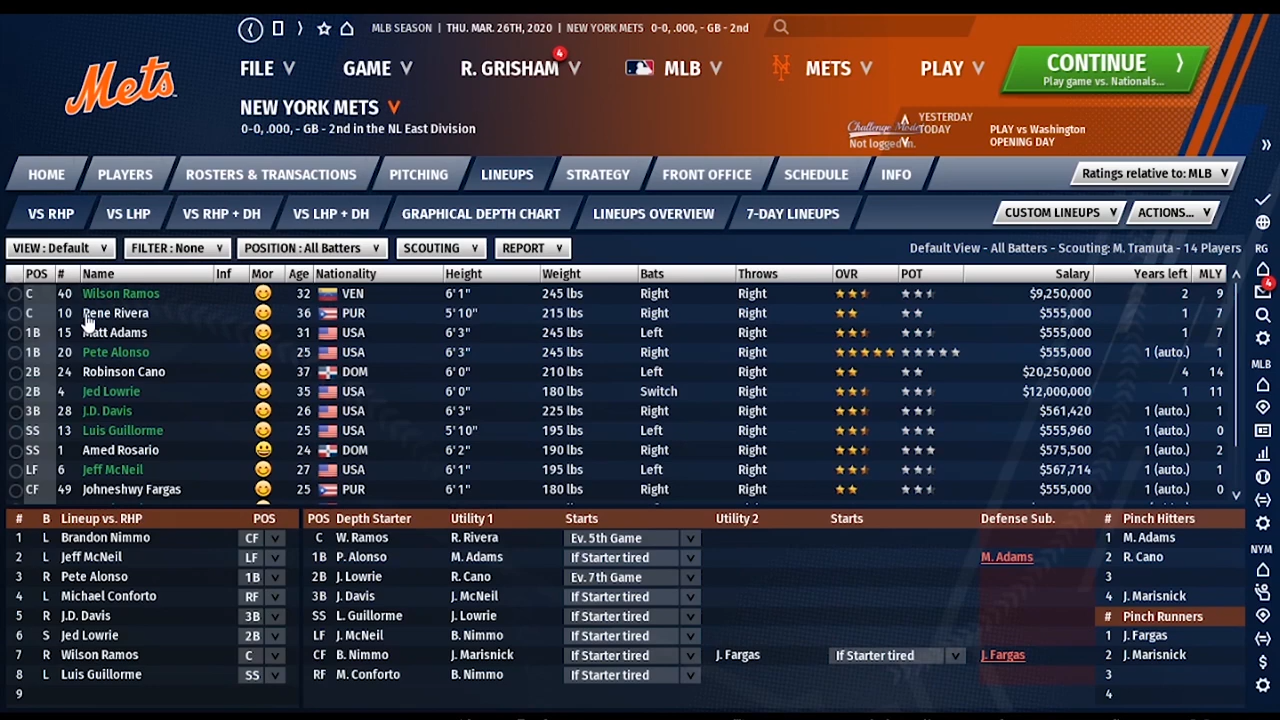 MLB SEASON | THU. MAR. 26TH, 2020 | NEW YORK METS 0-0, .000, - GB - 2nd
Mets
FILE GAME R. GRISHAM 4 MLB METS PLAY
CONTINUE
Play game vs. Nationals...
NEW YORK METS
0-0, .000, - GB - 2nd in the NL East Division
Challenge Mode
Not logged in.
YESTERDAY
TODAY
PLAY vs Washington
OPENING DAY
HOME PLAYERS ROSTERS & TRANSACTIONS PITCHING LINEUPS STRATEGY FRONT OFFICE SCHEDULE INFO Ratings relative to: MLB
VS RHP VS LHP VS RHP + DH VS LHP + DH GRAPHICAL DEPTH CHART LINEUPS OVERVIEW 7-DAY LINEUPS CUSTOM LINEUPS ACTIONS...
VIEW : Default FILTER : None POSITION : All Batters SCOUTING REPORT Default View - All Batters - Scouting: M. Tramuta - 14 Players
POS # Name Inf Mor Age Nationality Height Weight Bats Throws OVR POT Salary Years left MLY
C 40 Wilson Ramos 32 VEN 6' 1" 245 lbs Right Right $9,250,000 2 9
C 10 Rene Rivera 36 PUR 5' 10" 215 lbs Right Right $555,000 1 7
1B 15 Matt Adams 31 USA 6' 3" 245 lbs Left Right $555,000 1 7
1B 20 Pete Alonso 25 USA 6' 3" 245 lbs Right Right $555,000 1 (auto.) 1
2B 24 Robinson Cano 37 DOM 6' 0" 210 lbs Left Right $20,250,000 4 14
2B 4 Jed Lowrie 35 USA 6' 0" 180 lbs Switch Right $12,000,000 1 11
3B 28 J.D. Davis 26 USA 6' 3" 225 lbs Right Right $561,420 1 (auto.) 1
SS 13 Luis Guillorme 25 USA 5' 10" 195 lbs Left Right $555,960 1 (auto.) 0
SS 1 Amed Rosario 24 DOM 6' 2" 190 lbs Right Right $575,500 1 (auto.) 2
LF 6 Jeff McNeil 27 USA 6' 1" 195 lbs Left Right $567,714 1 (auto.) 1
CF 49 Johneshwy Fargas 25 PUR 6' 1" 180 lbs Right Right $555,000 1 (auto.) 0
# B Lineup vs. RHP POS POS Depth Starter Utility 1 Starts Utility 2 Starts Defense Sub. # Pinch Hitters
1 L Brandon Nimmo CF C W. Ramos R. Rivera Ev. 5th Game 1 M. Adams
2 L Jeff McNeil LF 1B P. Alonso M. Adams If Starter tired M. Adams 2 R. Cano
3 R Pete Alonso 1B 2B J. Lowrie R. Cano Ev. 7th Game 3
4 L Michael Conforto RF 3B J. Davis J. McNeil If Starter tired 4 J. Marisnick
5 R J.D. Davis 3B SS L. Guillorme J. Lowrie If Starter tired # Pinch Runners
6 S Jed Lowrie 2B LF J. McNeil B. Nimmo If Starter tired 1 J. Fargas
7 R Wilson Ramos C CF B. Nimmo J. Marisnick If Starter tired J. Fargas If Starter tired J. Fargas 2 J. Marisnick
8 L Luis Guillorme SS RF M. Conforto B. Nimmo If Starter tired 3
9 4
RG
4
MLB
NYM